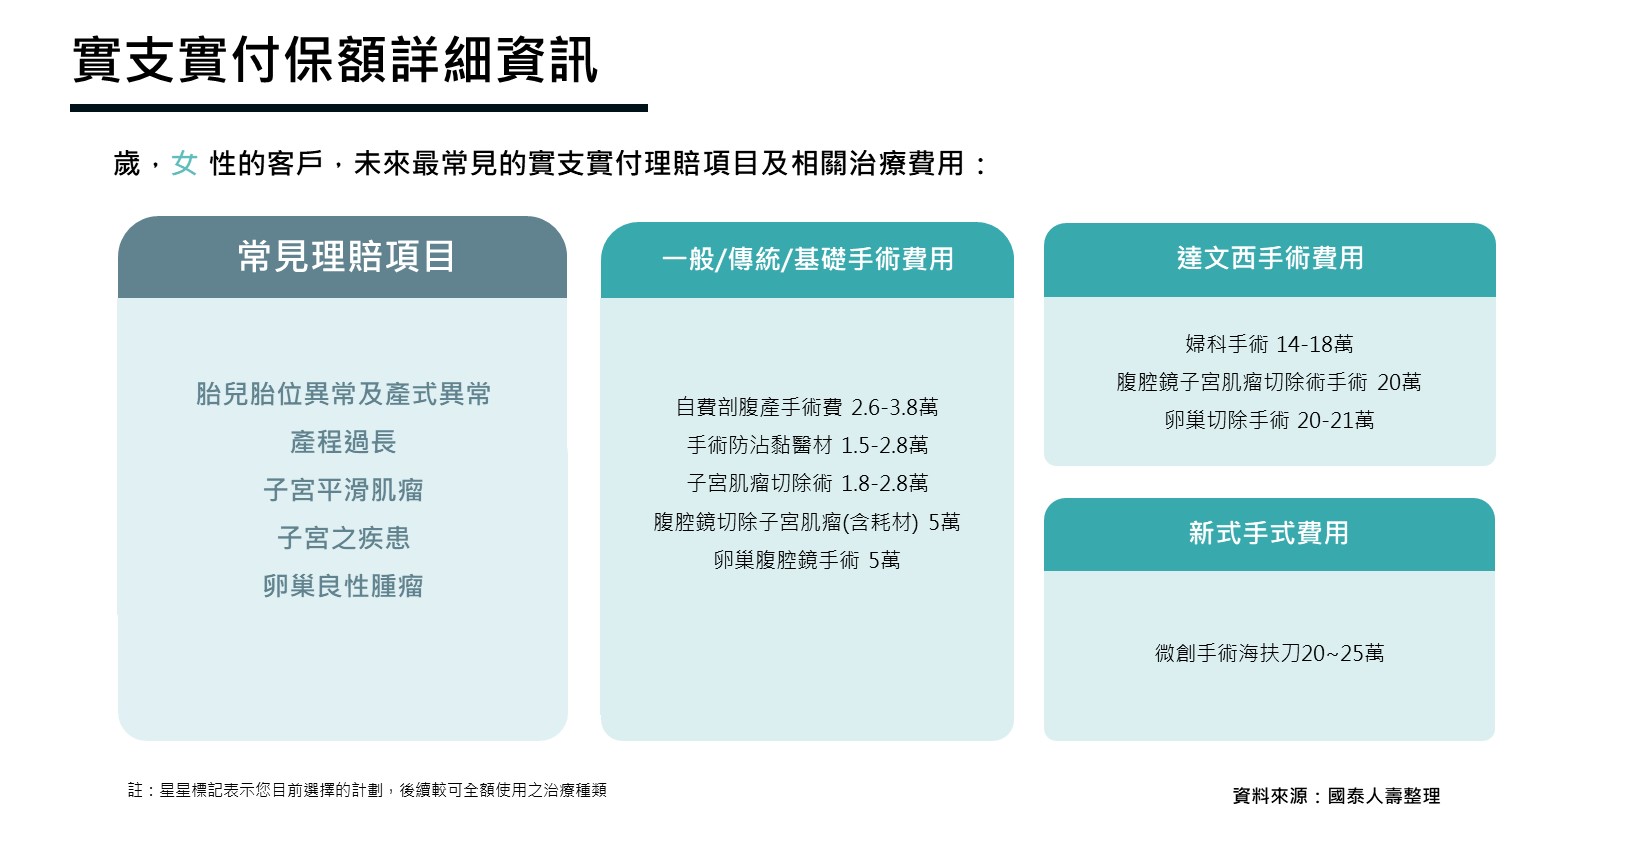 實支實付保額詳細資訊
歲，女 性的客戶，未來最常見的實支實付理賠項目及相關治療費用：
常見理賠項目
胎兒胎位異常及產式異常
產程過長
子宮平滑肌瘤
子宮之疾患
卵巢良性腫瘤
一般/傳統/基礎手術費用
自費剖腹產手術費 2.6-3.8萬
手術防沾黏醫材 1.5-2.8萬
子宮肌瘤切除術 1.8-2.8萬
腹腔鏡切除子宮肌瘤(含耗材) 5萬
卵巢腹腔鏡手術 5萬
達文西手術費用
婦科手術 14-18萬
腹腔鏡子宮肌瘤切除術手術 20萬
卵巢切除手術 20-21萬
新式手式費用
微創手術海扶刀20~25萬
註：星星標記表示您目前選擇的計劃，後續較可全額使用之治療種類
資料來源：國泰人壽整理